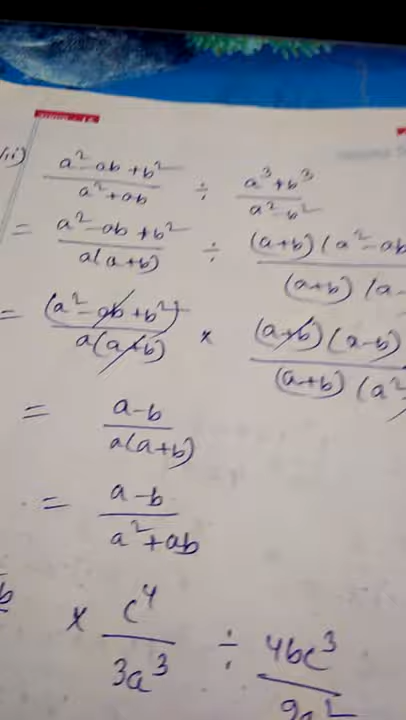 ii) (a² - ab + b²)/(a² + ab) ÷ (a³ + b³)/(a² - b²)
= (a² - ab + b²)/(a(a+b)) ÷ ((a+b)(a² - ab)/((a+b)(a-
= (a² - ab + b²)/(a(a+b)) × ((a+b)(a-b))/((a+b)(a²
= (a-b)/(a(a+b))
= (a-b)/(a² + ab)
b × c⁴/3a³ ÷ 4bc³/9a²